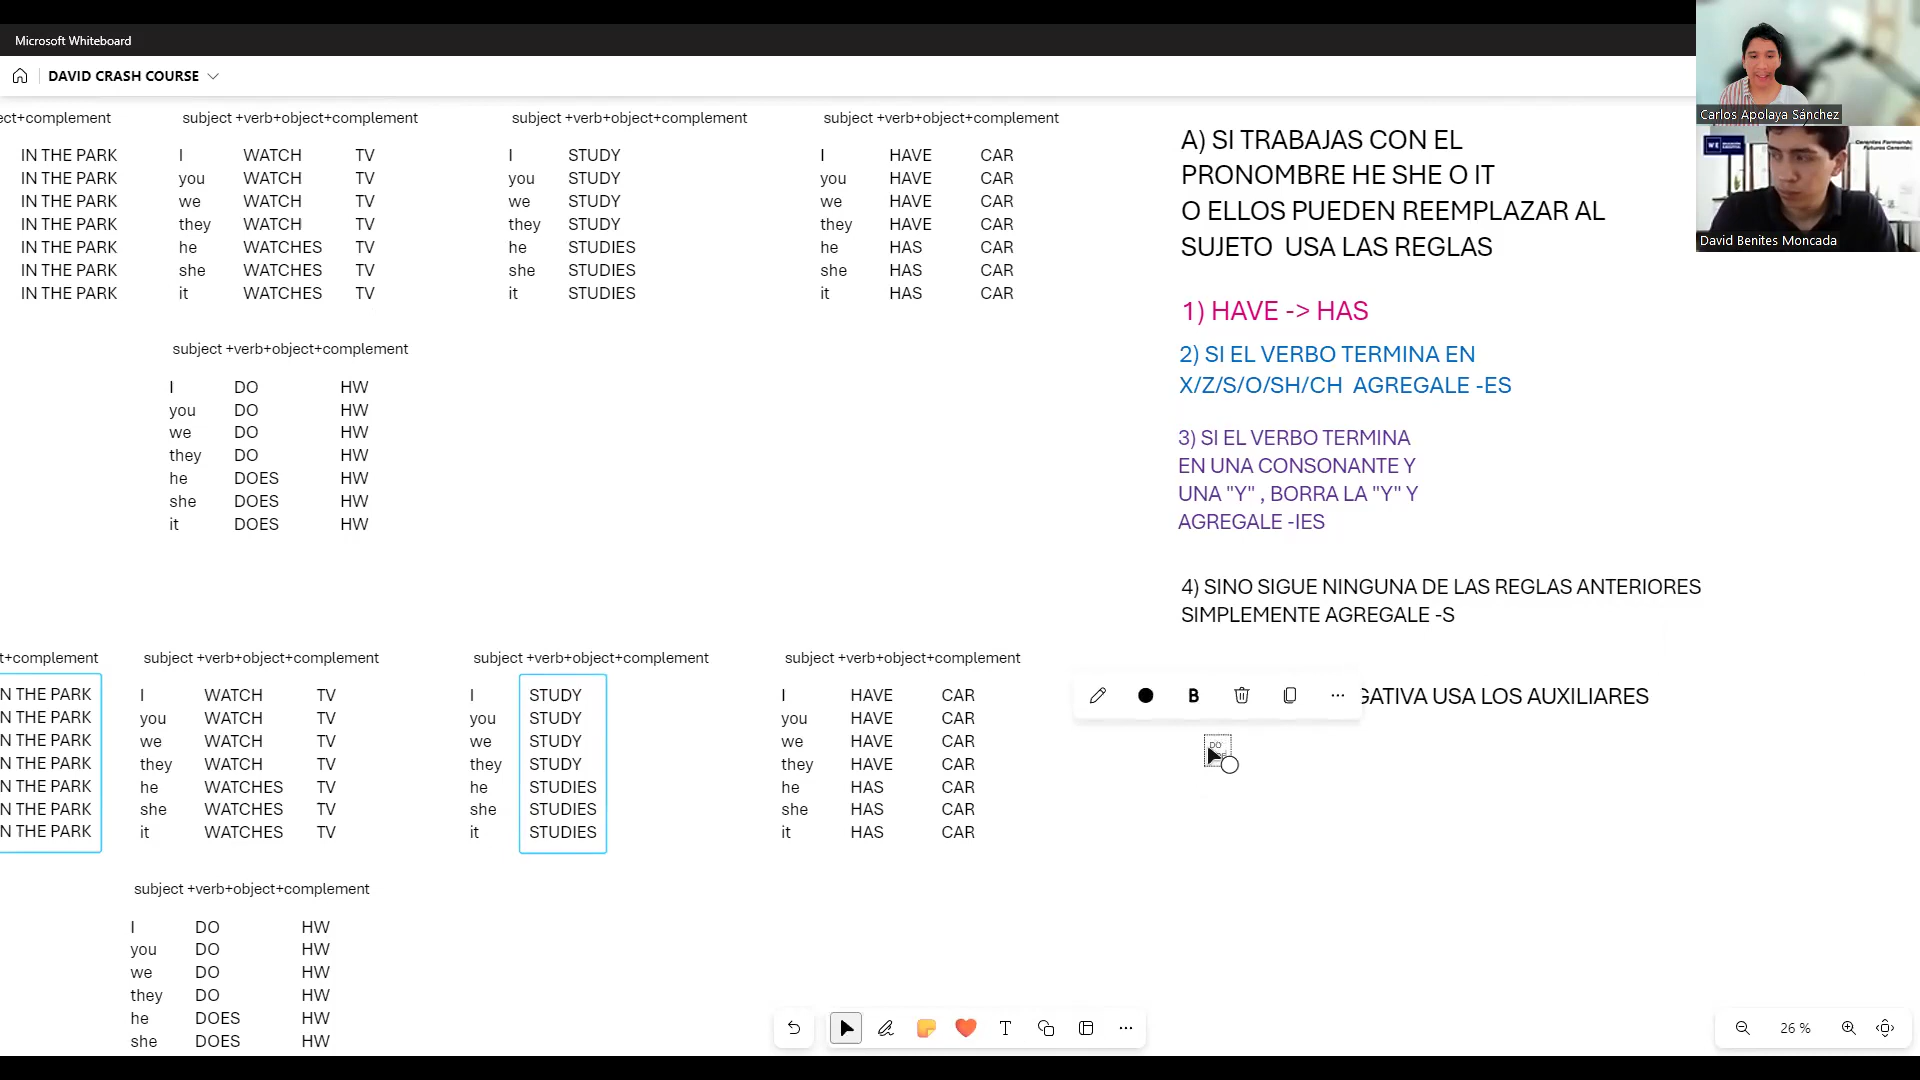 Microsoft Whiteboard
DAVID CRASH COURSE
Carlos Apolaya Sánchez
David Benites Moncada
ct+complement
IN THE PARK
IN THE PARK
IN THE PARK
IN THE PARK
IN THE PARK
IN THE PARK
IN THE PARK
subject +verb+object+complement
I WATCH TV
you WATCH TV
we WATCH TV
they WATCH TV
he WATCHES TV
she WATCHES TV
it WATCHES TV
subject +verb+object+complement
I STUDY
you STUDY
we STUDY
they STUDY
he STUDIES
she STUDIES
it STUDIES
subject +verb+object+complement
I HAVE CAR
you HAVE CAR
we HAVE CAR
they HAVE CAR
he HAS CAR
she HAS CAR
it HAS CAR
subject +verb+object+complement
I DO HW
you DO HW
we DO HW
they DO HW
he DOES HW
she DOES HW
it DOES HW
A) SI TRABAJAS CON EL
PRONOMBRE HE SHE O IT
O ELLOS PUEDEN REEMPLAZAR AL
SUJETO USA LAS REGLAS
1) HAVE -> HAS
2) SI EL VERBO TERMINA EN
X/Z/S/O/SH/CH AGREGALE -ES
3) SI EL VERBO TERMINA
EN UNA CONSONANTE Y
UNA "Y" , BORRA LA "Y" Y
AGREGALE -IES
4) SINO SIGUE NINGUNA DE LAS REGLAS ANTERIORES
SIMPLEMENTE AGREGALE -S
t+complement
N THE PARK
N THE PARK
N THE PARK
N THE PARK
N THE PARK
N THE PARK
N THE PARK
subject +verb+object+complement
I WATCH TV
you WATCH TV
we WATCH TV
they WATCH TV
he WATCHES TV
she WATCHES TV
it WATCHES TV
subject +verb+object+complement
I STUDY
you STUDY
we STUDY
they STUDY
he STUDIES
she STUDIES
it STUDIES
subject +verb+object+complement
I HAVE CAR
you HAVE CAR
we HAVE CAR
they HAVE CAR
he HAS CAR
she HAS CAR
it HAS CAR
B
GATIVA USA LOS AUXILIARES
DO
subject +verb+object+complement
I DO HW
you DO HW
we DO HW
they DO HW
he DOES HW
she DOES HW
26 %